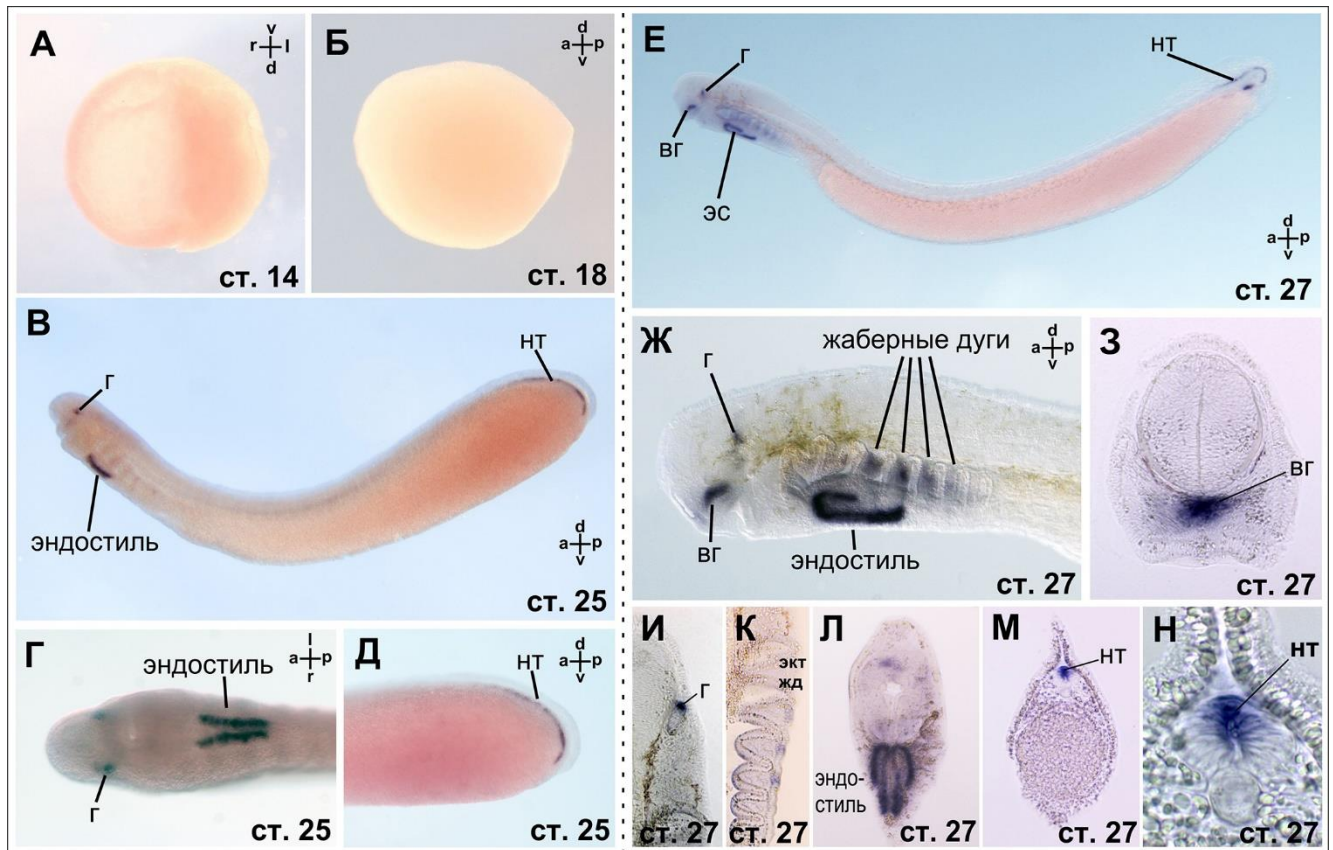 А
v
r l
d
ст. 14
Б
d
a p
v
ст. 18
В
г
нт
эндостиль
d
a p
v
ст. 25
Г
эндостиль
l
a p
r
г
ст. 25
Д
нт
d
a p
v
ст. 25
Е
г
нт
вг
эс
d
a p
v
ст. 27
Ж
г
жаберные дуги
d
a p
v
вг
эндостиль
ст. 27
З
вг
ст. 27
И
г
ст. 27
К
экт
жд
ст. 27
Л
эндо-
стиль
ст. 27
М
нт
ст. 27
Н
нт
ст. 27